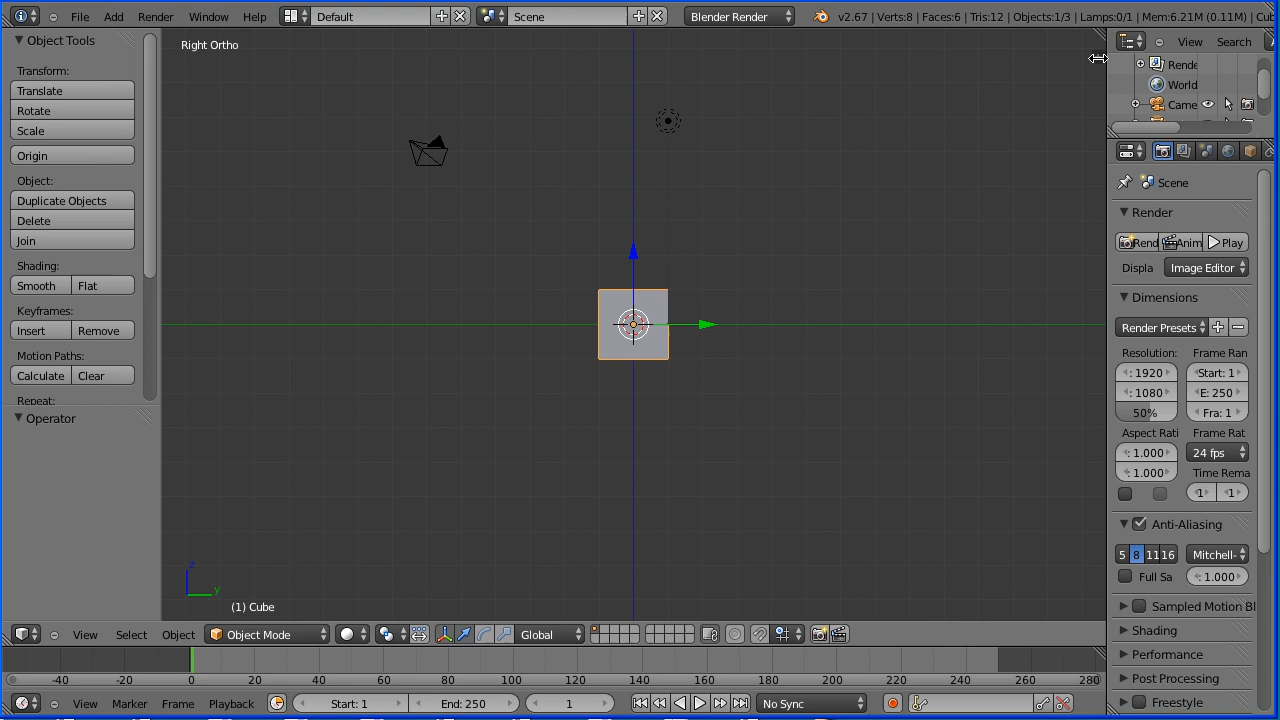 File Add Render Window Help Default Scene Blender Render v2.67 | Verts:8 | Faces:6 | Tris:12 | Objects:1/3 | Lamps:0/1 | Mem:6.21M (0.11M) | Cub
Object Tools
Transform:
Translate
Rotate
Scale
Origin
Object:
Duplicate Objects
Delete
Join
Shading:
Smooth Flat
Keyframes:
Insert Remove
Motion Paths:
Calculate Clear
Repeat:
Operator
Right Ortho
z
y
(1) Cube
View Search
Rende
World
Came
Scene
Render
Rend Anim Play
Displa Image Editor
Dimensions
Render Presets
Resolution: Frame Ran
: 1920 Start: 1
: 1080 E: 250
50% Fra: 1
Aspect Rati Frame Rat
: 1.000 24 fps
: 1.000 Time Rema
1 1
Anti-Aliasing
5 8 11 16 Mitchell-
Full Sa : 1.000
Sampled Motion Bl
Shading
Performance
Post Processing
Freestyle
View Select Object Object Mode Global
-40 -20 0 20 40 60 80 100 120 140 160 180 200 220 240 260 280
View Marker Frame Playback Start: 1 End: 250 1 No Sync